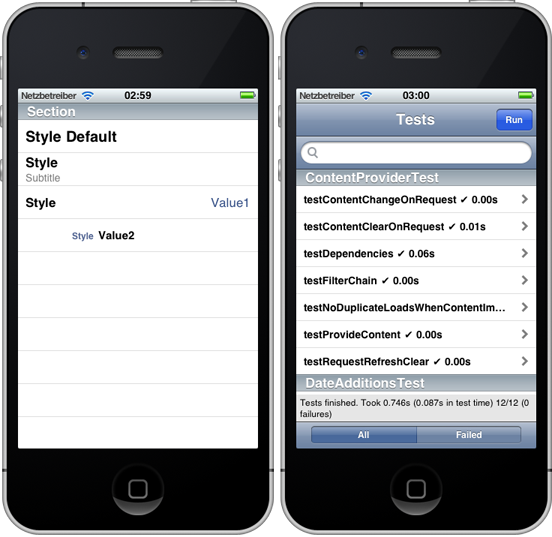 Netzbetreiber 02:59
Section
Style Default
Style
Subtitle
Style Value1
Style Value2
Netzbetreiber 03:00
Tests Run
ContentProviderTest
testContentChangeOnRequest ✔ 0.00s
testContentClearOnRequest ✔ 0.01s
testDependencies ✔ 0.06s
testFilterChain ✔ 0.00s
testNoDuplicateLoadsWhenContentIm...
testProvideContent ✔ 0.00s
testRequestRefreshClear ✔ 0.00s
DateAdditionsTest
Tests finished. Took 0.746s (0.087s in test time) 12/12 (0
failures)
All Failed